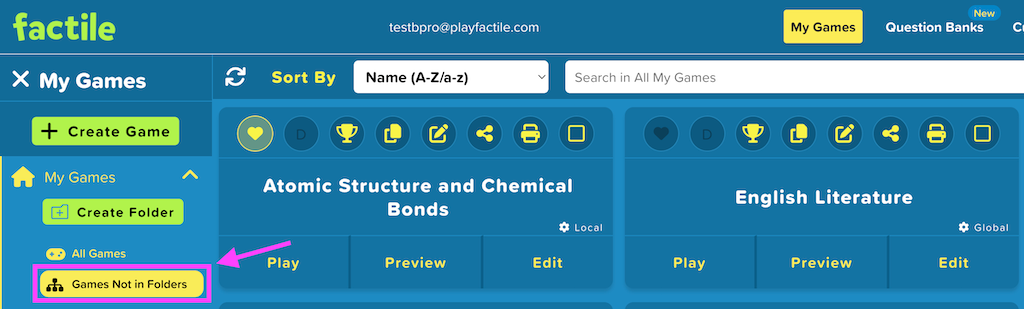 factile
testbpro@playfactile.com
My Games
Question Banks
New
My Games
Sort By
Name (A-Z/a-z)
Search in All My Games
Create Game
My Games
Create Folder
All Games
Games Not in Folders
D
Atomic Structure and Chemical
Bonds
Local
Play
Preview
Edit
D
English Literature
Global
Play
Preview
Edit